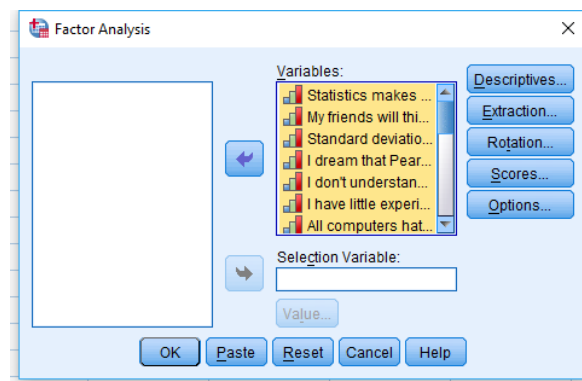 Factor Analysis
Variables:
Statistics makes ...
My friends will thi...
Standard deviatio...
I dream that Pear...
I don't understan...
I have little experi...
All computers hat...
Descriptives...
Extraction...
Rotation...
Scores...
Options...
Selection Variable:
Value...
OK Paste Reset Cancel Help